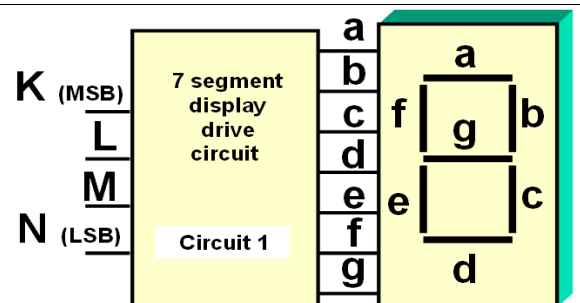 K (MSB)
L
M
N (LSB)
7 segment
display
drive
circuit
Circuit 1
a
b
c
d
e
f
g
a
f
b
g
e
c
d